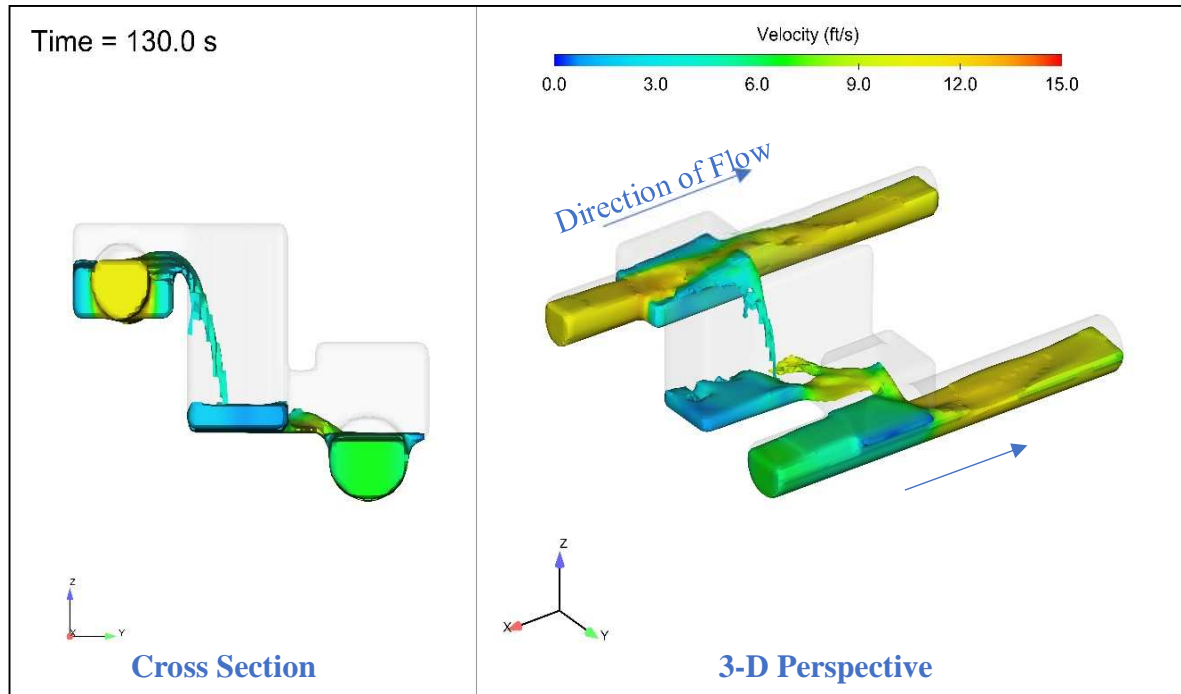 Time = 130.0 s
Velocity (ft/s)
0.0 3.0 6.0 9.0 12.0 15.0
Direction of Flow
Z
X
Y
Cross Section
Z
X
Y
3-D Perspective